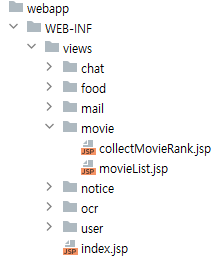 webapp
WEB-INF
views
chat
food
mail
movie
JSP collectMovieRank.jsp
JSP movieList.jsp
notice
ocr
user
JSP index.jsp